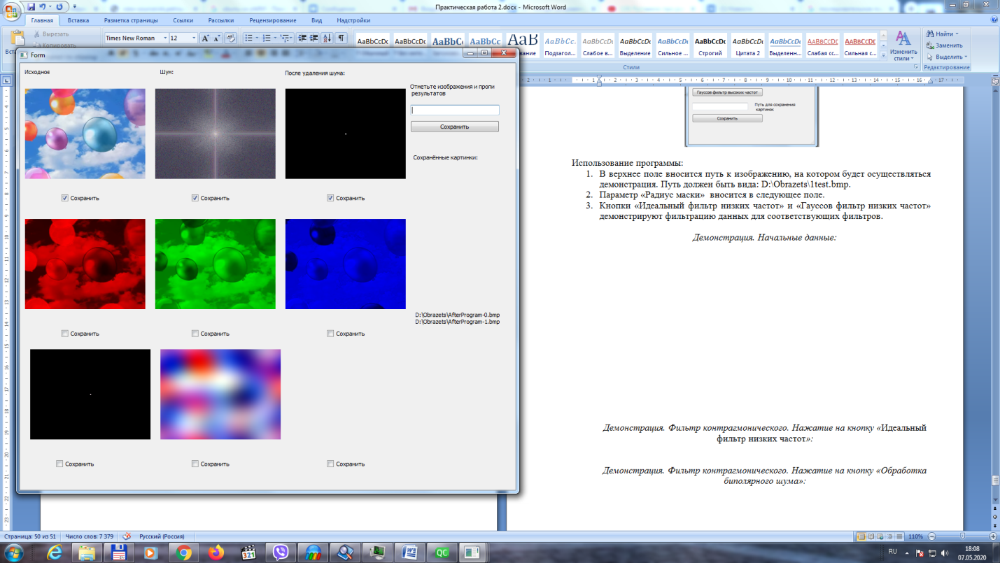 Практическая работа 2.docx - Microsoft Word
Главная
Вставка
Разметка страницы
Ссылки
Рассылки
Рецензирование
Вид
Надстройки
Вырезать
Копировать
Times New Roman
12
AaBbCcDc
AaBbCcDc
AaBbC
AaBbCc
AaB
AaBbCc.
AaBbCcDc
AaBbCcDc
AaBbCcDc
AaBbCcDc
AaBbCcDc
AaBbCcDc
AaBbCcDc
AaBbCcDc
Подзагол...
Слабое в...
Выделение
Сильное ...
Строгий
Цитата 2
Выделенн...
Слабая сс...
Сильная с...
Изменить
стили
Стили
Найти
Заменить
Выделить
Редактирование
Form
Исходное
Шун:
После удаления шума:
Отметьте изображения и пропи
результатов
Сохранить
Сохранённые картинки:
Сохранить
Сохранить
Сохранить
D:\Obrazets\AfterProgram-0.bmp
D:\Obrazets\AfterProgram-1.bmp
Сохранить
Сохранить
Сохранить
Сохранить
Сохранить
Сохранить
Гауссов фильтр высоких частот
Путь для сохранения
картинок
Сохранить
Использование программы:
1. В верхнее поле вносится путь к изображению, на котором будет осуществляться
демонстрация. Путь должен быть вида: D:\Obrazets\1test.bmp.
2. Параметр «Радиус маски» вносится в следующее поле.
3. Кнопки «Идеальный фильтр низких частот» и «Гауссов фильтр низких частот»
демонстрируют фильтрацию данных для соответствующих фильтров.
Демонстрация. Начальные данные:
Демонстрация. Фильтр контрагмонического. Нажатие на кнопку «Идеальный
фильтр низких частот»:
Демонстрация. Фильтр контрагмонического. Нажатие на кнопку «Обработка
биполярного шума»:
Страница: 50 из 51
Число слов: 7 379
Русский (Россия)
110%
RU
18:08
07.05.2020